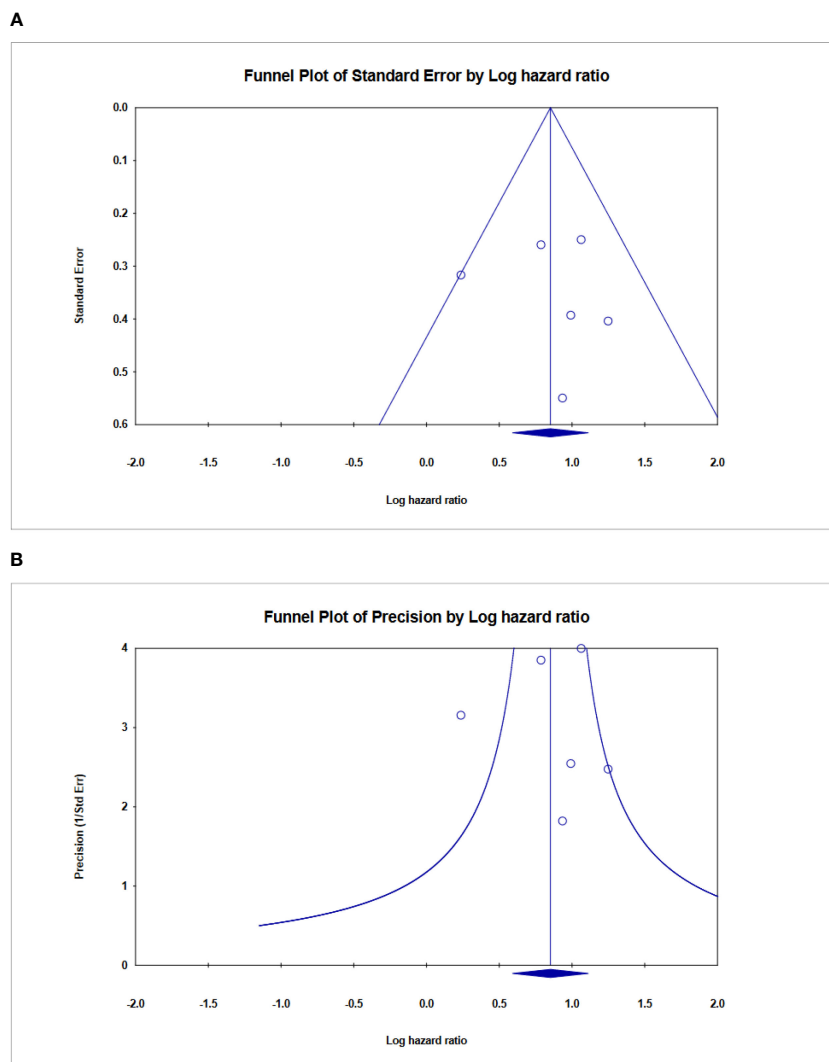 A
Funnel Plot of Standard Error by Log hazard ratio
0.0
0.1
0.2
0.3
0.4
0.5
0.6
Standard Error
-2.0 -1.5 -1.0 -0.5 0.0 0.5 1.0 1.5 2.0
Log hazard ratio
B
Funnel Plot of Precision by Log hazard ratio
4
3
2
1
0
Precision (1/Std Err)
-2.0 -1.5 -1.0 -0.5 0.0 0.5 1.0 1.5 2.0
Log hazard ratio